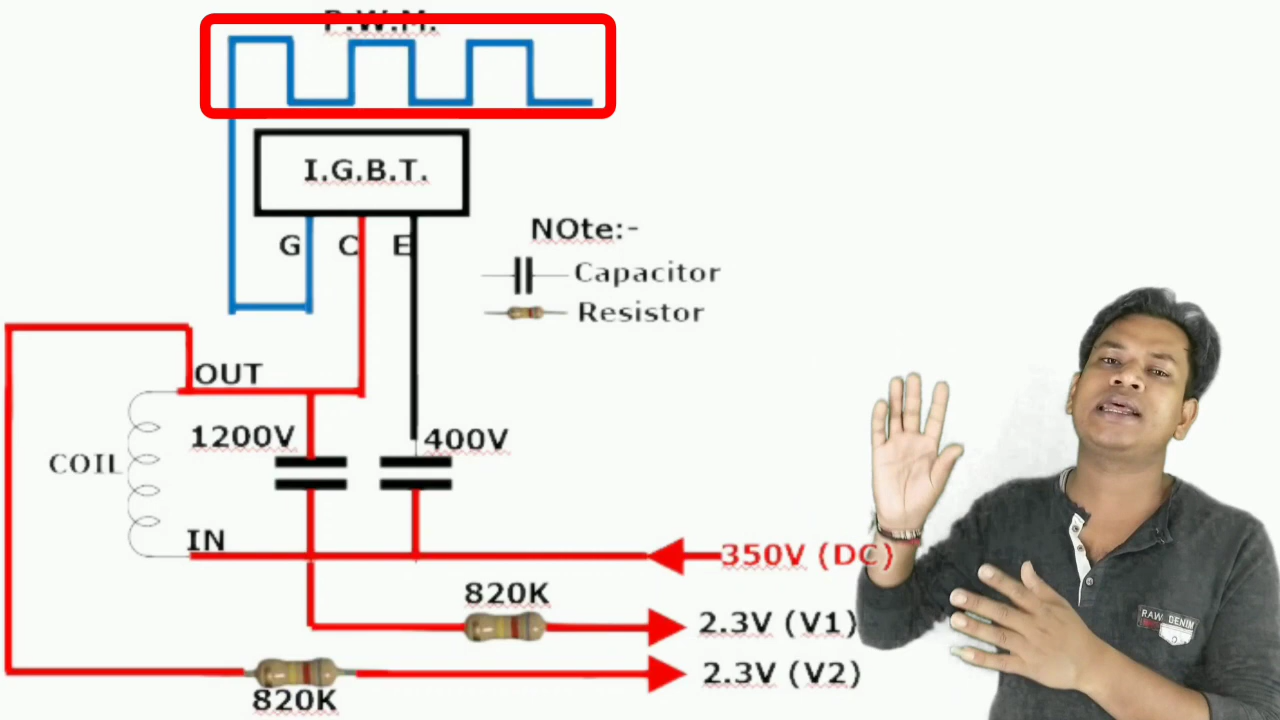 P.W.M.
I.G.B.T.
G C E
NOte:-
Capacitor
Resistor
OUT
1200V
400V
COIL
IN
350V (DC)
820K
2.3V (V1)
2.3V (V2)
820K
RAW DENIM